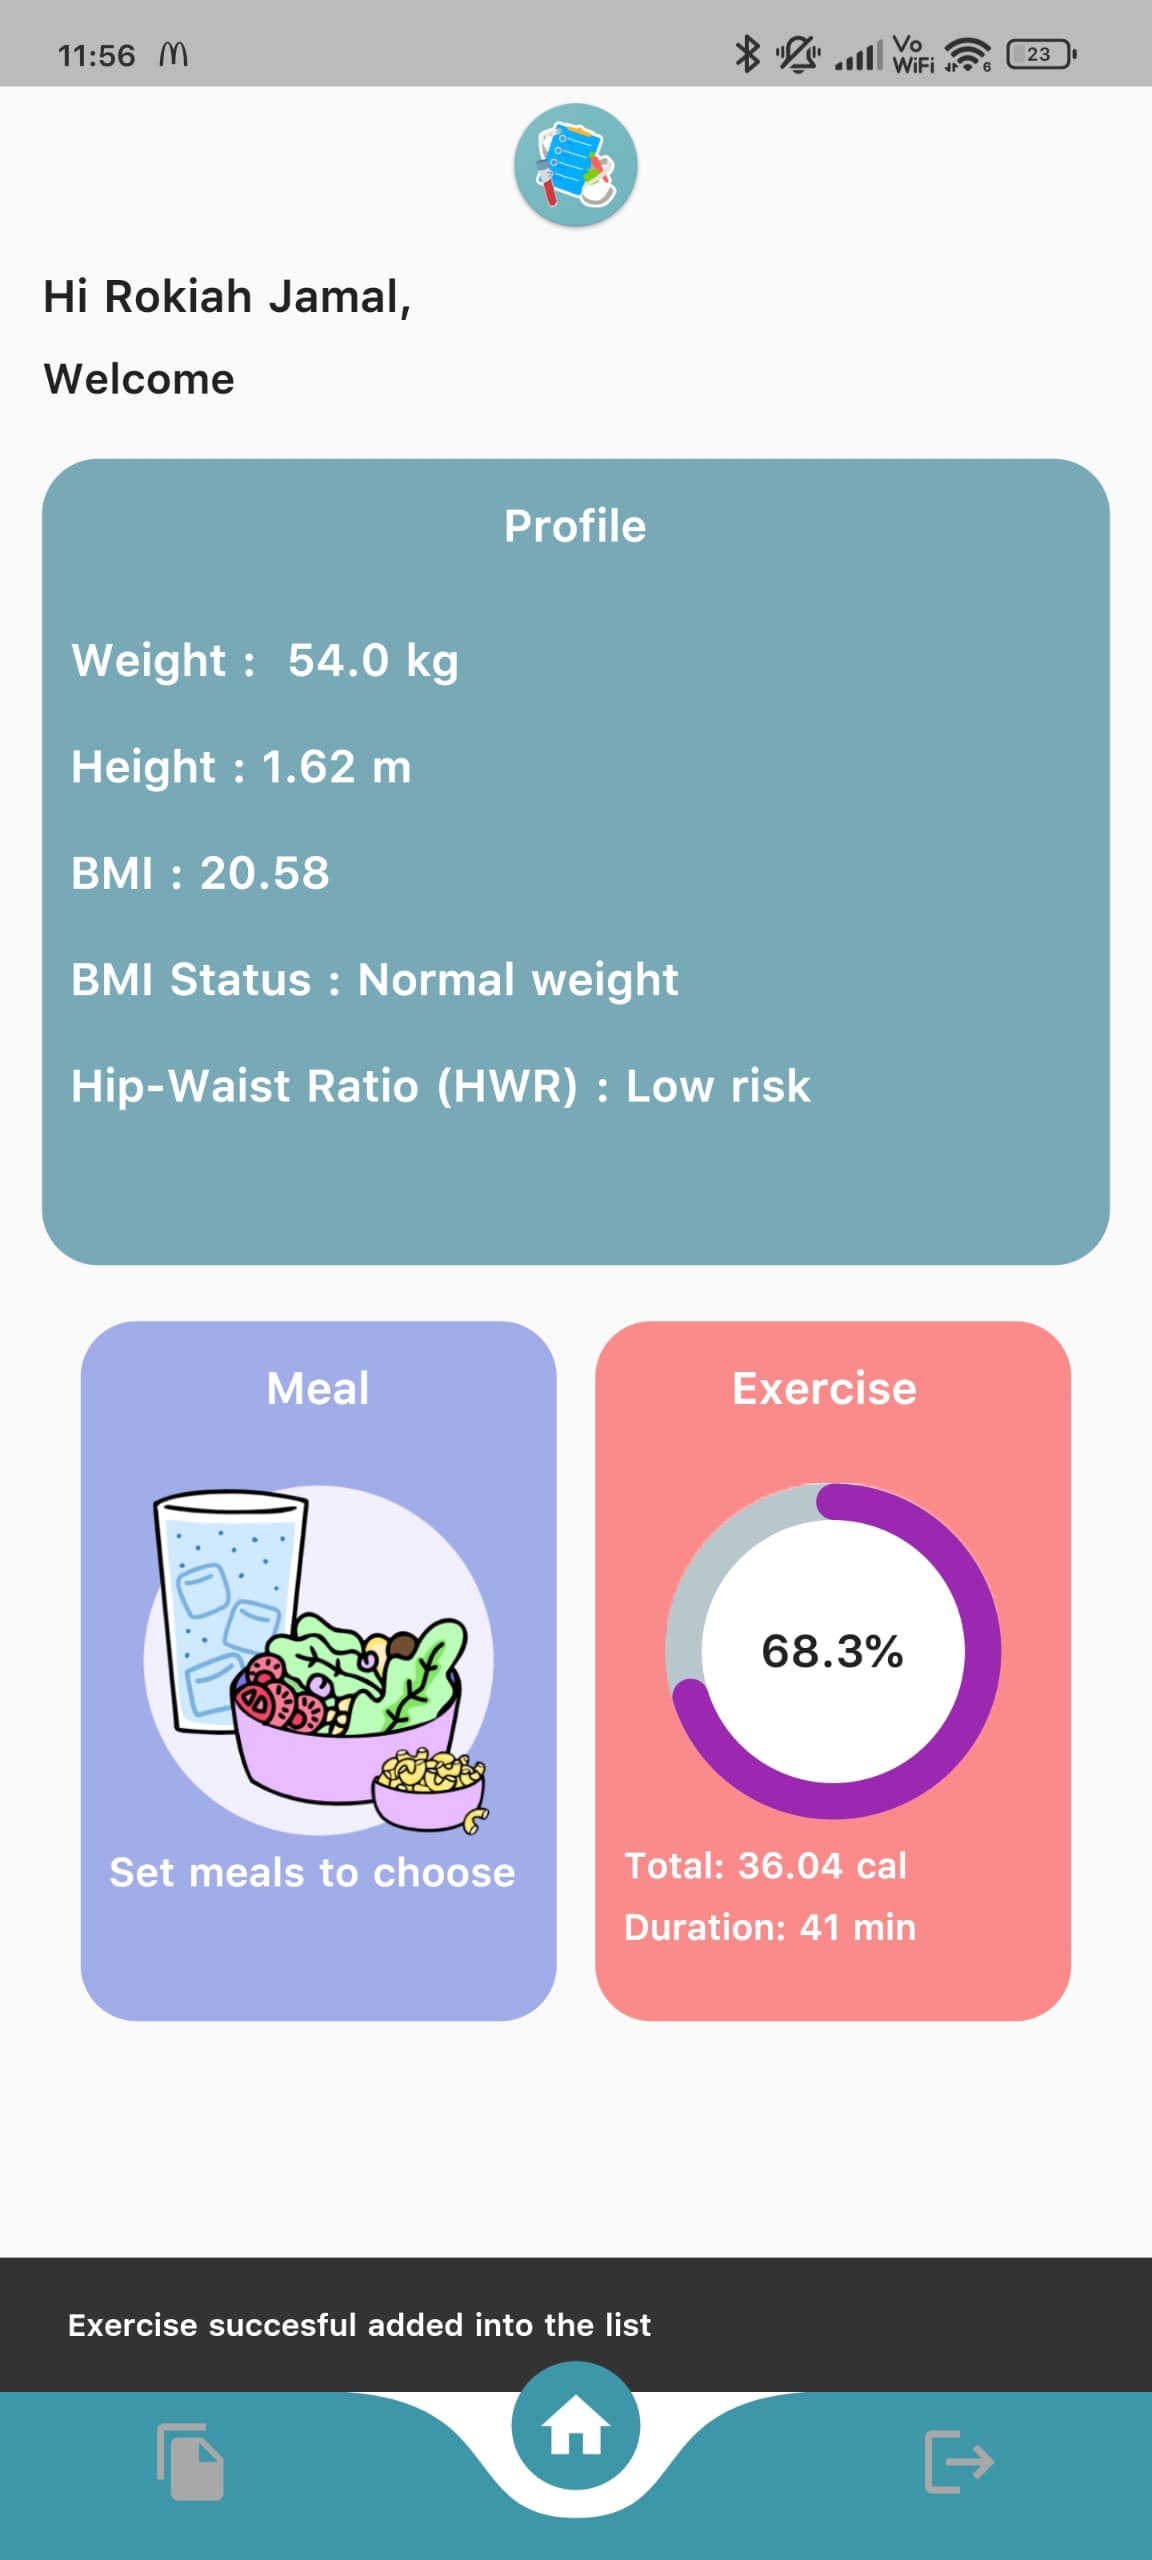 11:56
Vo
WiFi
6
23
Hi Rokiah Jamal,
Welcome
Profile
Weight :  54.0 kg
Height : 1.62 m
BMI : 20.58
BMI Status : Normal weight
Hip-Waist Ratio (HWR) : Low risk
Meal
Set meals to choose
Exercise
68.3%
Total: 36.04 cal
Duration: 41 min
Exercise succesful added into the list